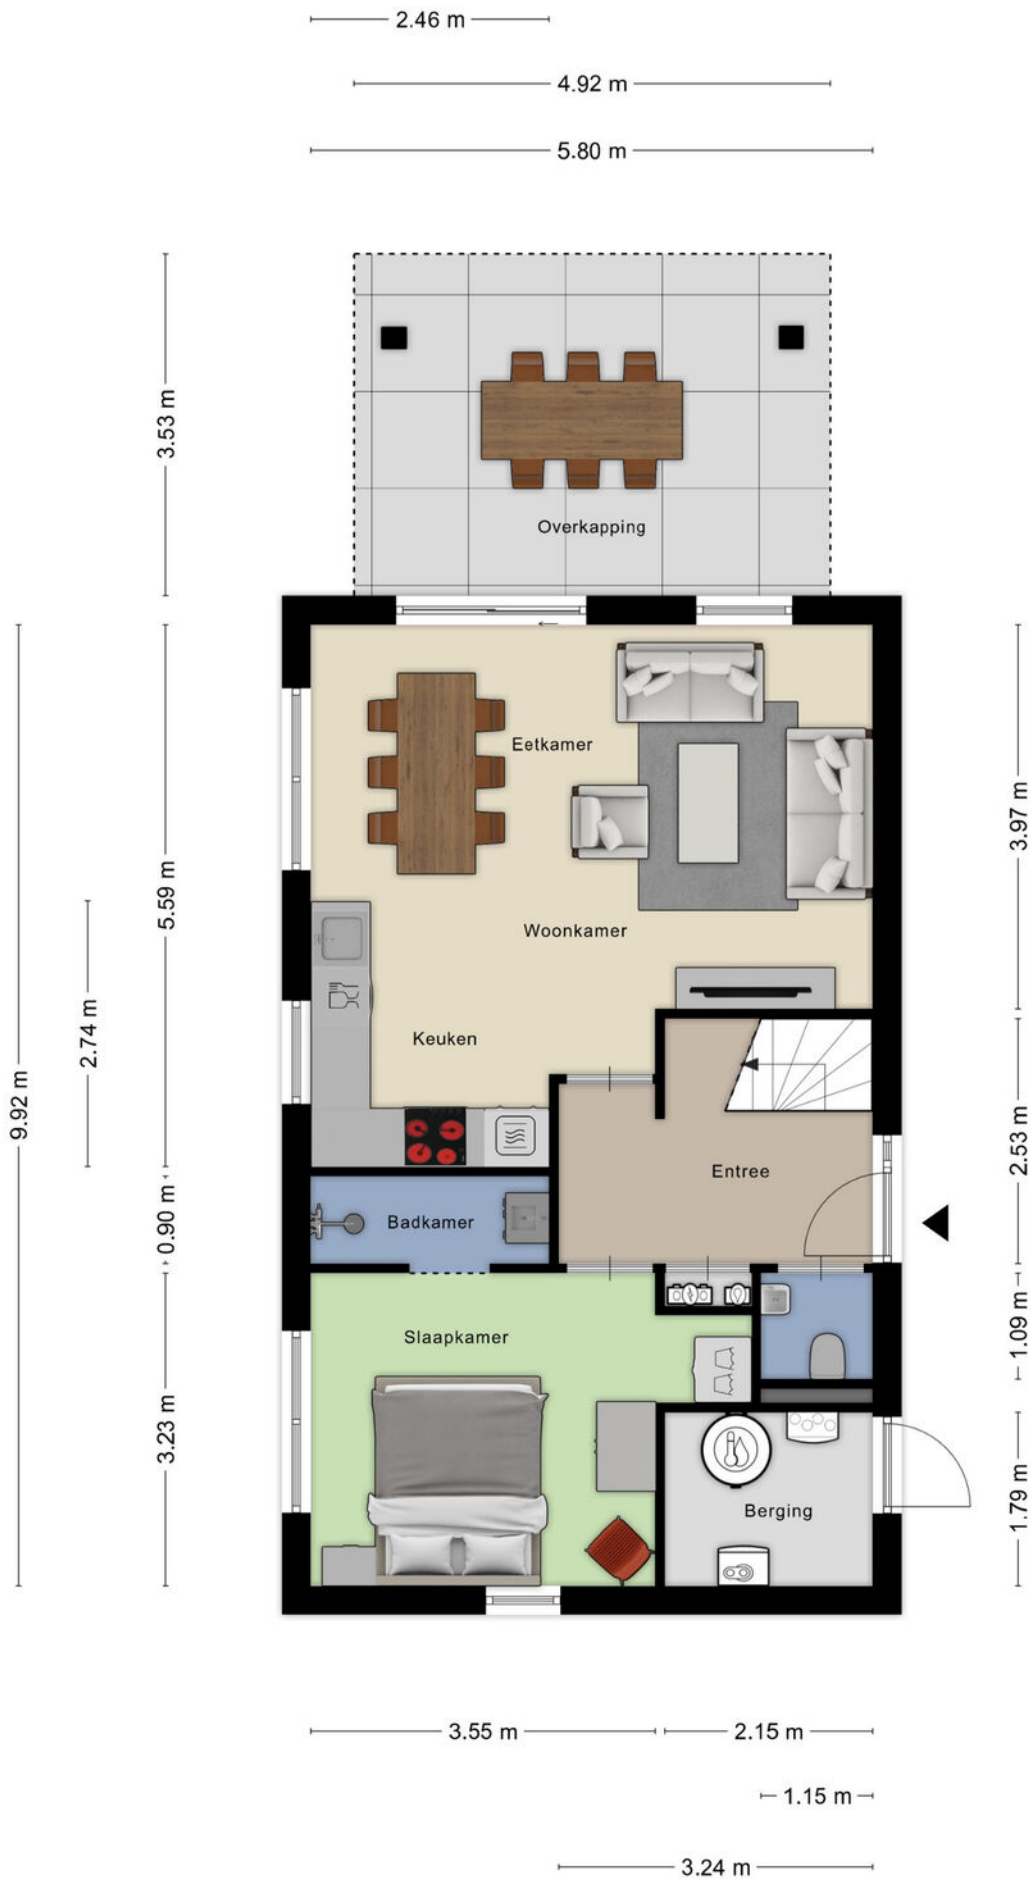 2.46 m
4.92 m
5.80 m
3.53 m
Overkapping
Eetkamer
3.97 m
5.59 m
Woonkamer
2.74 m
Keuken
9.92 m
2.53 m
Entree
0.90 m
Badkamer
Slaapkamer
1.09 m
3.23 m
Berging
1.79 m
3.55 m
2.15 m
1.15 m
3.24 m